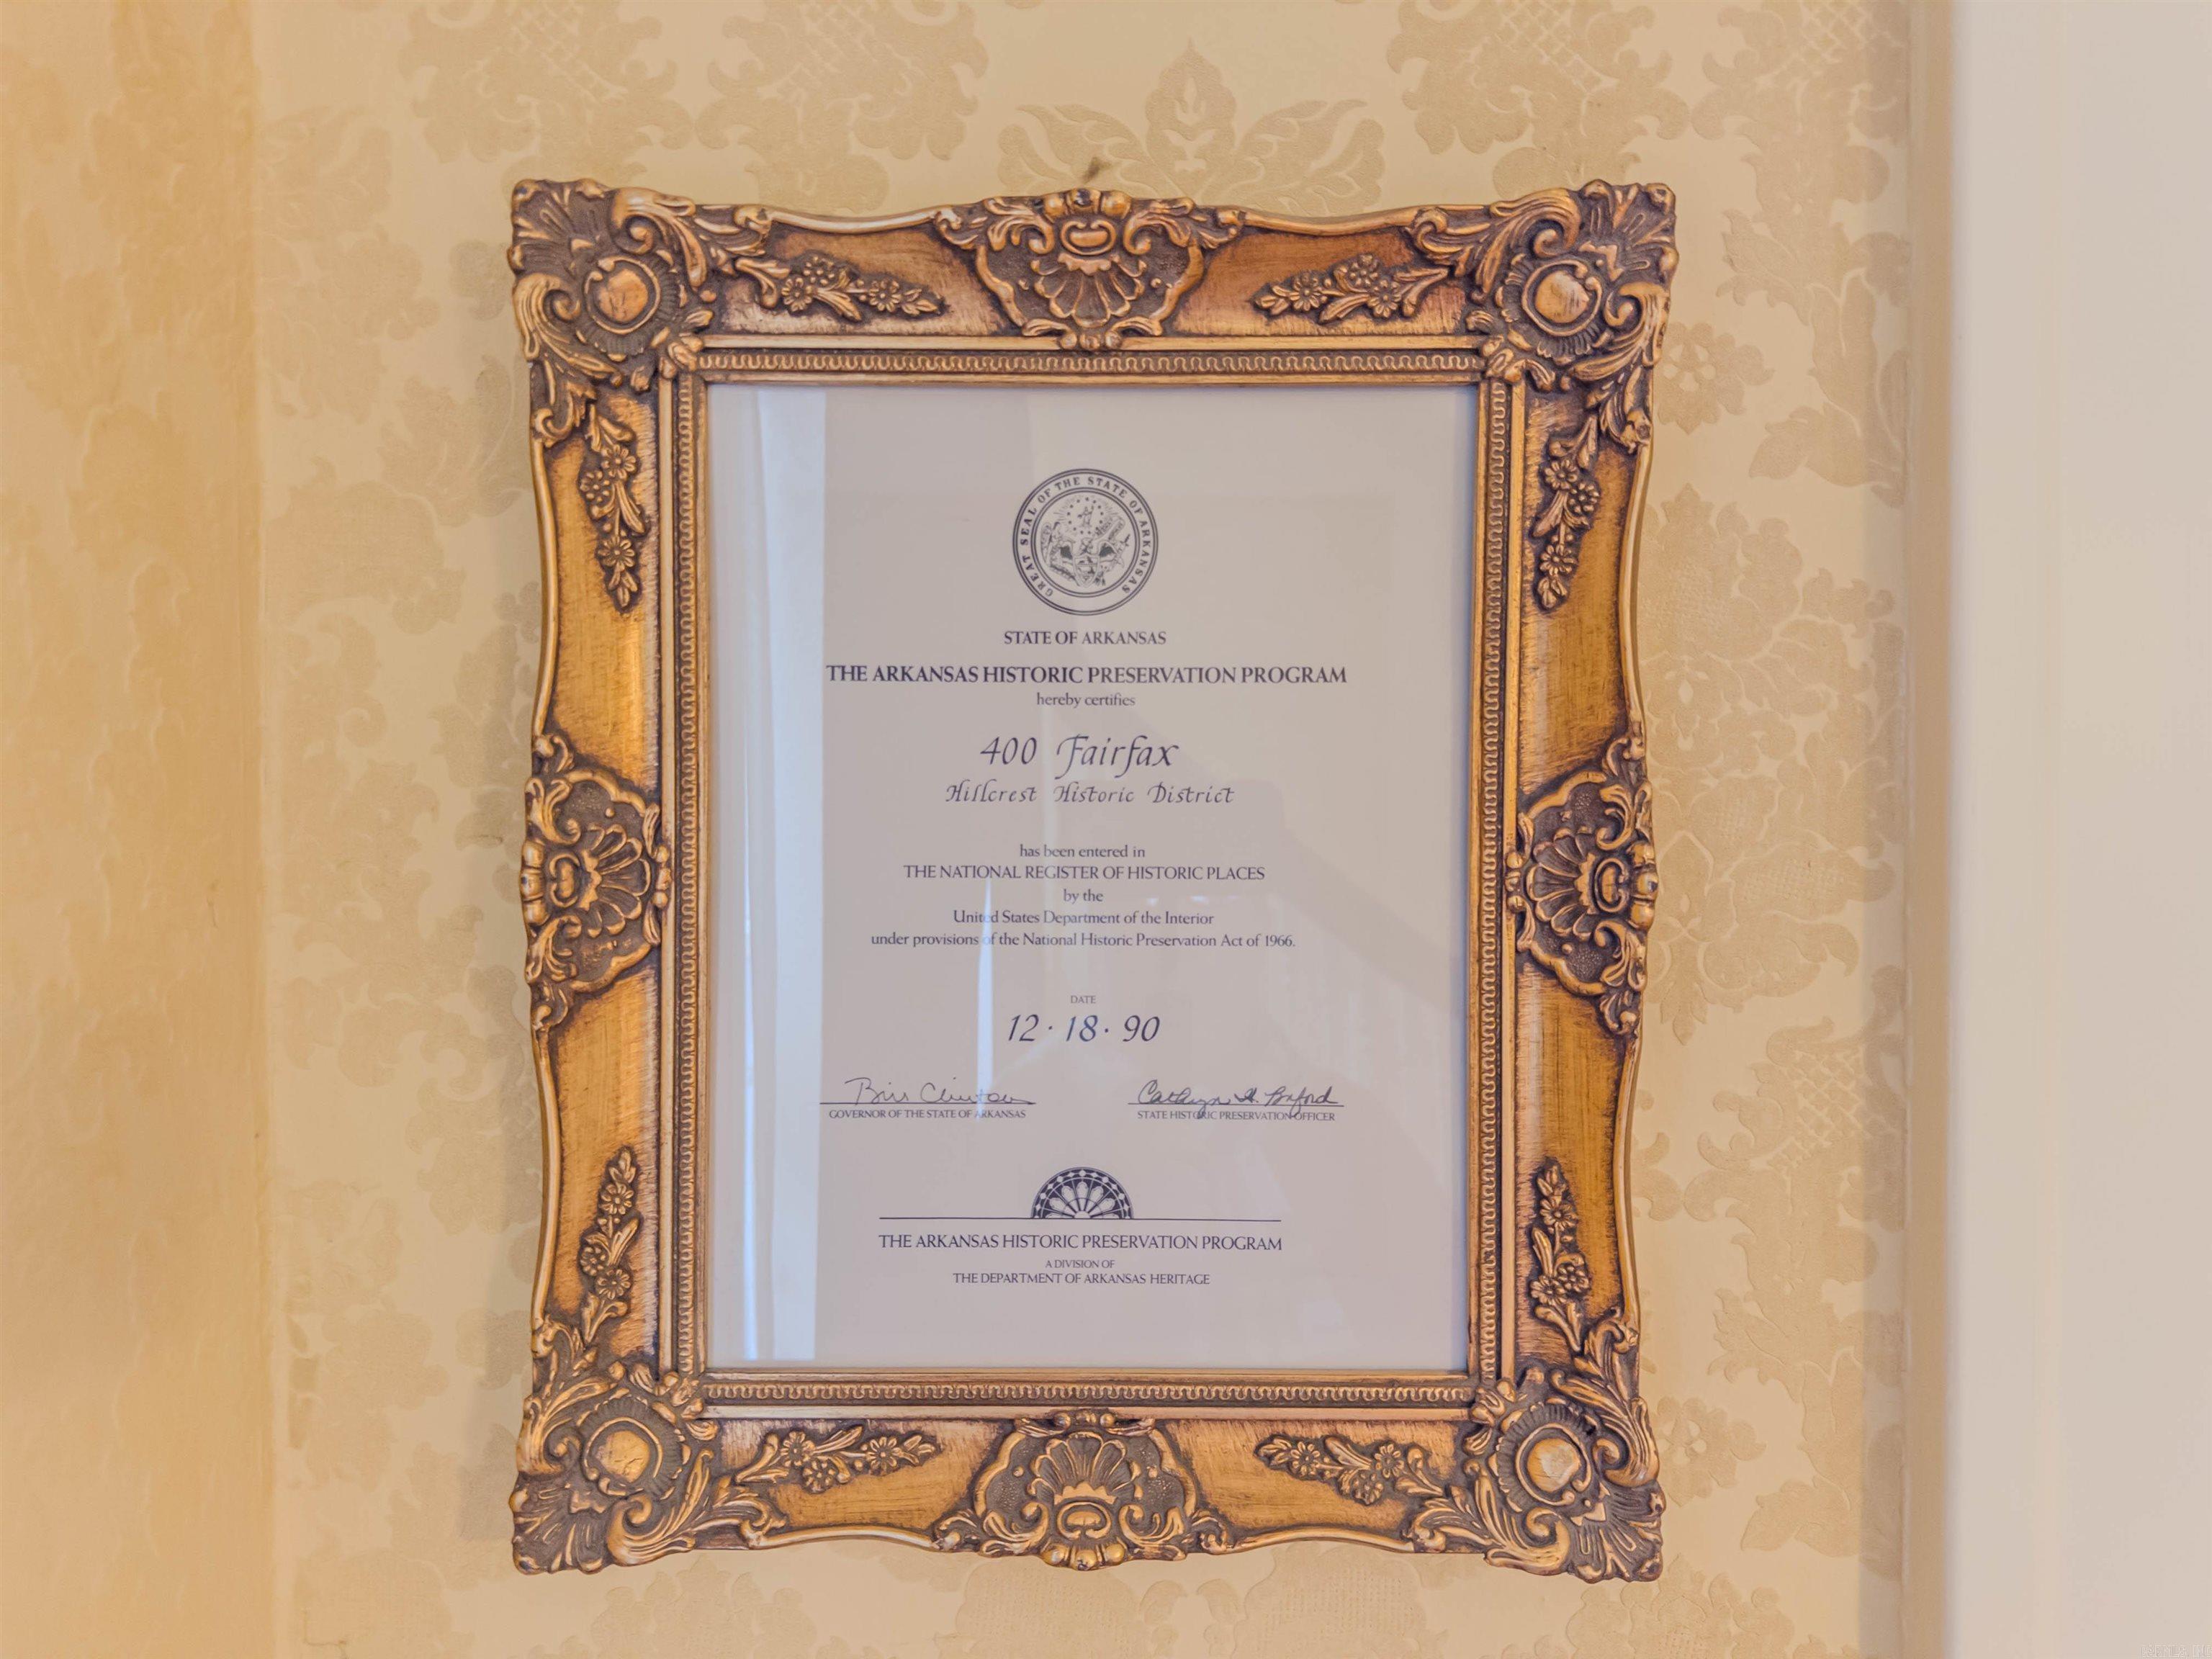 GREAT SEAL OF THE STATE OF ARKANSAS
STATE OF ARKANSAS
THE ARKANSAS HISTORIC PRESERVATION PROGRAM
hereby certifies
400 Fairfax
Hillcrest Historic District
has been entered in
THE NATIONAL REGISTER OF HISTORIC PLACES
by the
United States Department of the Interior
under provisions of the National Historic Preservation Act of 1966.
DATE
12·18·90
Bill Clinton
GOVERNOR OF THE STATE OF ARKANSAS
Cathryn H.
STATE HISTORIC PRESERVATION OFFICER
THE ARKANSAS HISTORIC PRESERVATION PROGRAM
A DIVISION OF
THE DEPARTMENT OF ARKANSAS HERITAGE